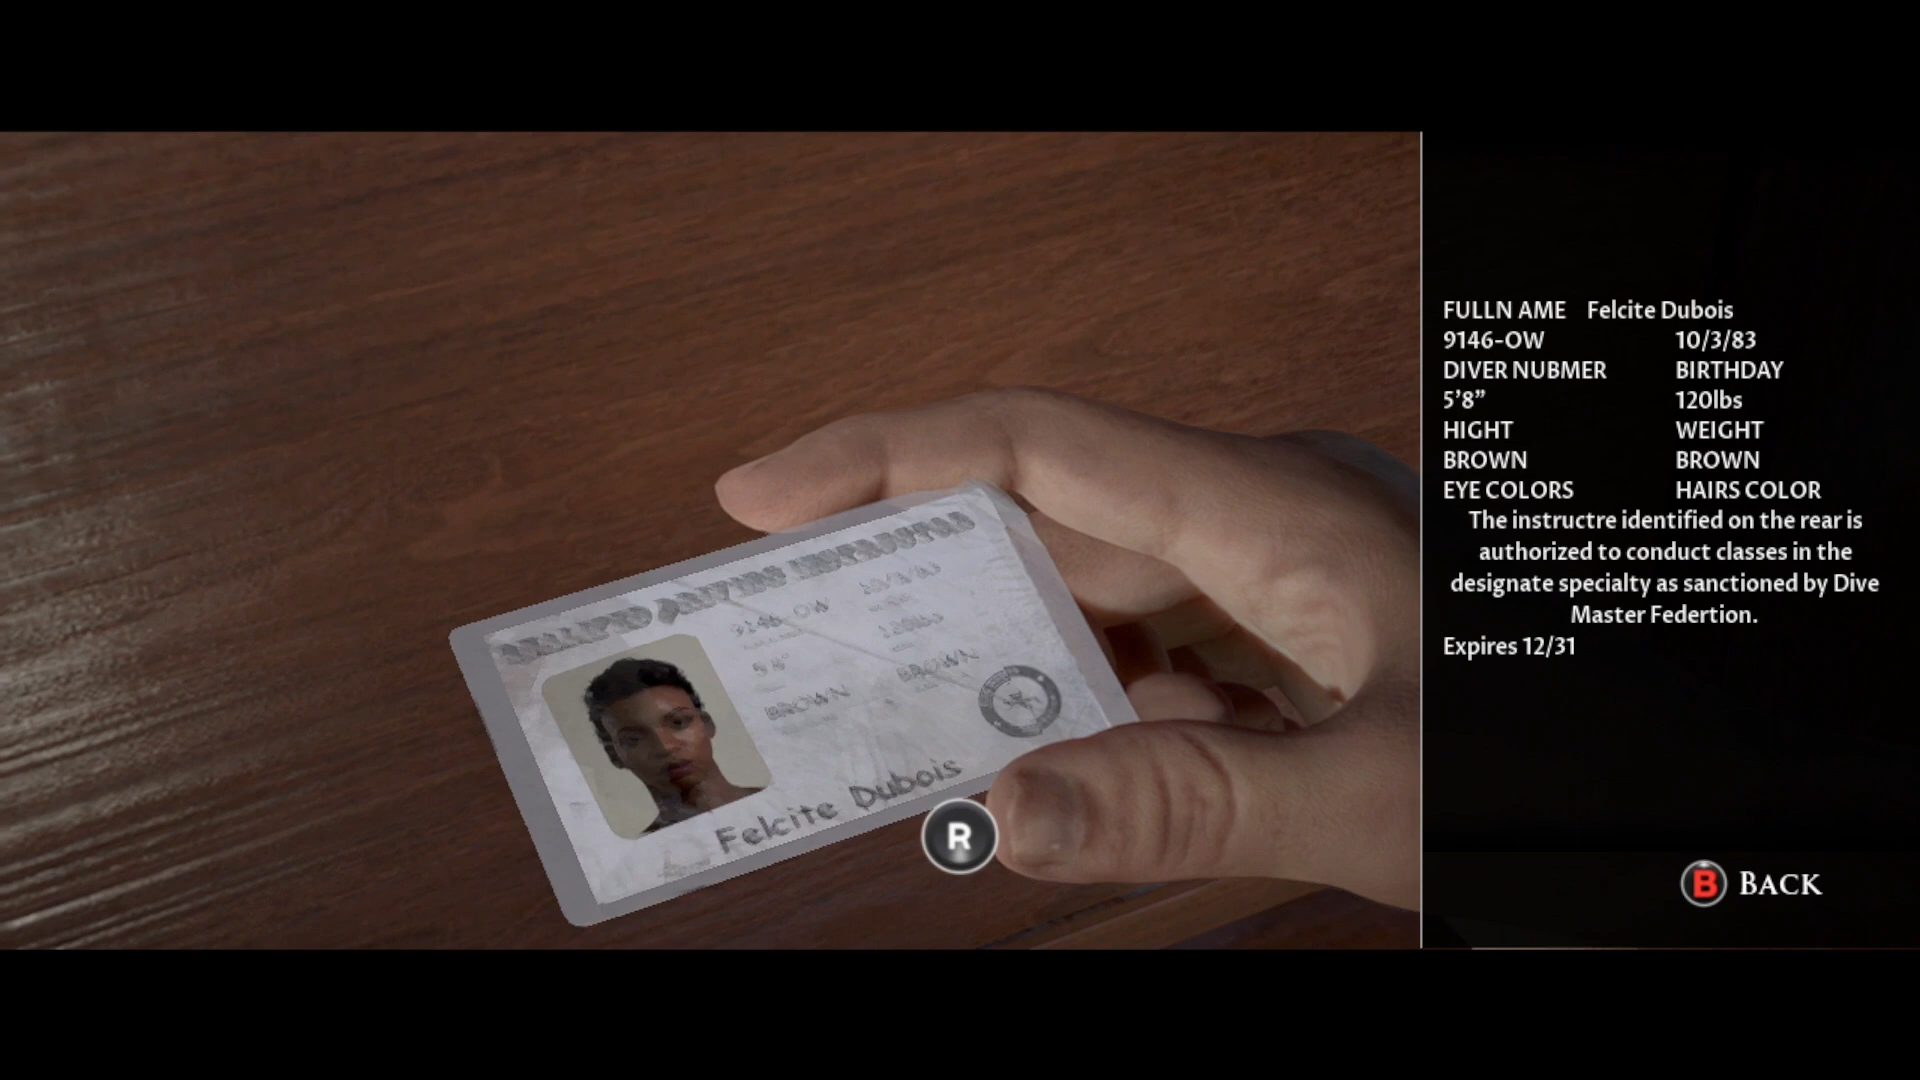 9146-OW
5'8"
120lbs
BROWN BROWN
Felcite Dubois
R
FULLN AME Felcite Dubois
9146-OW 10/3/83
DIVER NUBMER BIRTHDAY
5'8” 120lbs
HIGHT WEIGHT
BROWN BROWN
EYE COLORS HAIRS COLOR
The instructre identified on the rear is
authorized to conduct classes in the
designate specialty as sanctioned by Dive
Master Federtion.
Expires 12/31
B BACK